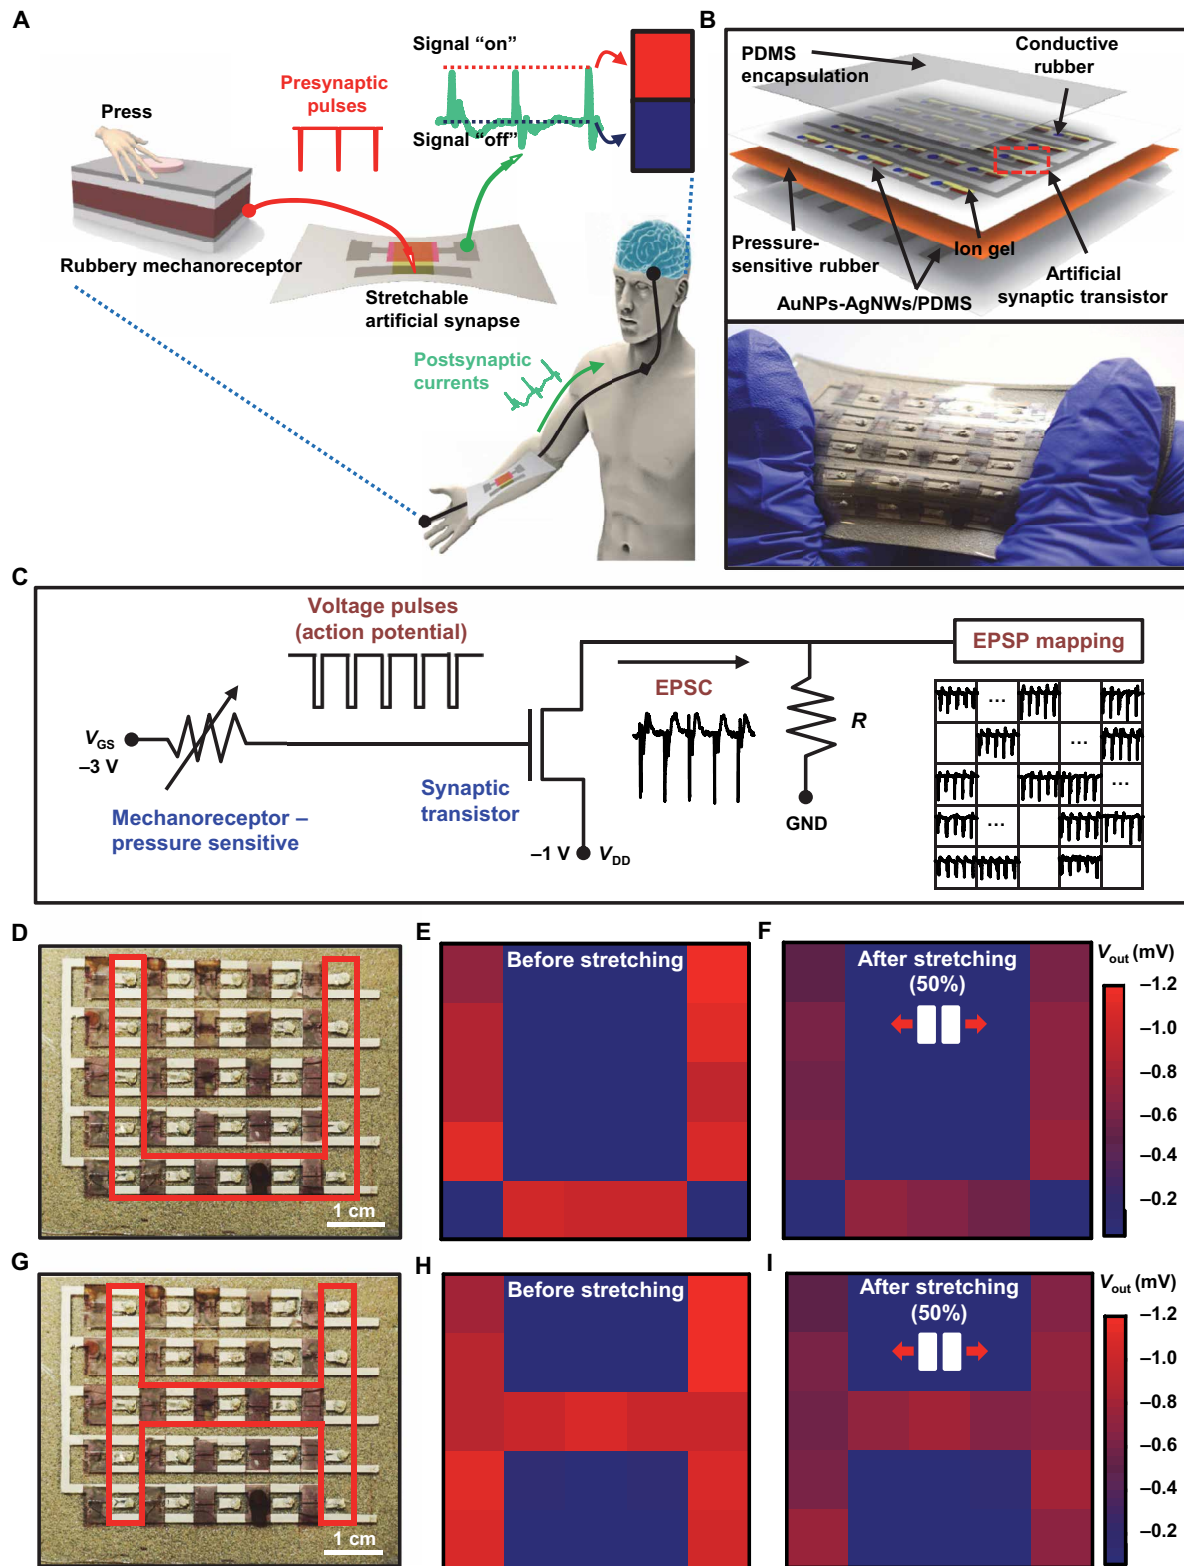 A
Signal "on"
Presynaptic
pulses
Press
Signal "off"
Rubbery mechanoreceptor
Stretchable
artificial synapse
Postsynaptic
currents
B
PDMS
encapsulation
Conductive
rubber
Pressure-
sensitive rubber
Ion gel
AuNPs-AgNWs/PDMS
Artificial
synaptic transistor
C
Voltage pulses
(action potential)
EPSP mapping
EPSC
R
VGS
–3 V
Mechanoreceptor –
pressure sensitive
Synaptic
transistor
GND
–1 V
VDD
...
...
...
...
...
D
1 cm
E
Before stretching
F
After stretching
(50%)
Vout (mV)
–1.2
–1.0
–0.8
–0.6
–0.4
–0.2
G
1 cm
H
Before stretching
I
After stretching
(50%)
Vout (mV)
–1.2
–1.0
–0.8
–0.6
–0.4
–0.2